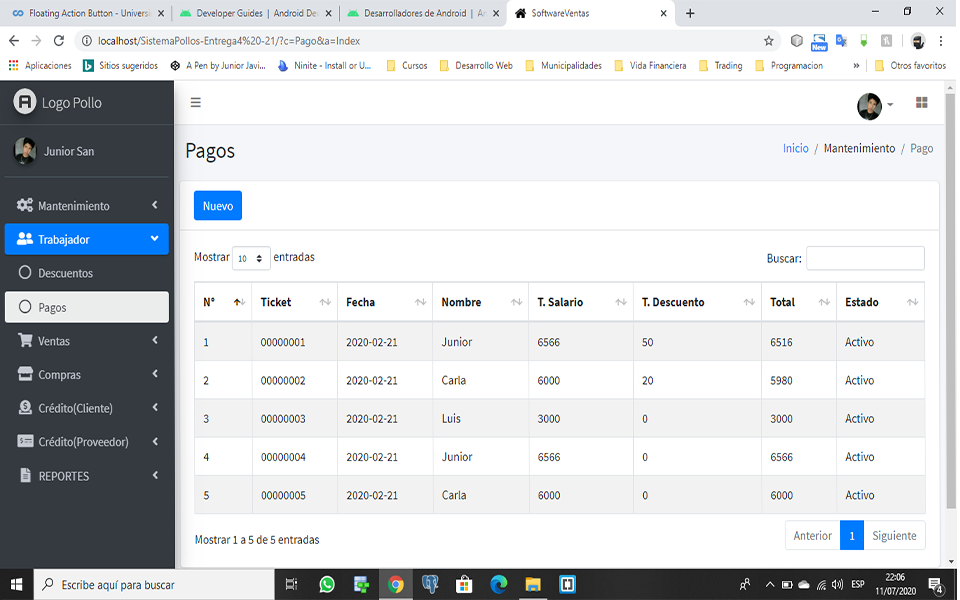 Floating Action Button - Univers
Developer Guides | Android De
Desarrolladores de Android | An
SoftwareVentas
localhost/SistemaPollos-Entrega4%20-21/?c=Pago&a=Index
New
Aplicaciones
Sitios sugeridos
A Pen by Junior Javi...
Ninite - Install or U...
Cursos
Desarrollo Web
Municipalidades
Vida Financiera
Trading
Programacion
»
Otros favoritos
Logo Pollo
Junior San
Mantenimiento
Trabajador
Descuentos
Pagos
Ventas
Compras
Crédito(Cliente)
Crédito(Proveedor)
REPORTES
Pagos
Inicio / Mantenimiento / Pago
Nuevo
Mostrar 10 entradas
Buscar:
N° Ticket Fecha Nombre T. Salario T. Descuento Total Estado
1 00000001 2020-02-21 Junior 6566 50 6516 Activo
2 00000002 2020-02-21 Carla 6000 20 5980 Activo
3 00000003 2020-02-21 Luis 3000 0 3000 Activo
4 00000004 2020-02-21 Junior 6566 0 6566 Activo
5 00000005 2020-02-21 Carla 6000 0 6000 Activo
Mostrar 1 a 5 de 5 entradas
Anterior 1 Siguiente
Escribe aquí para buscar
ESP
22:06
11/07/2020
4